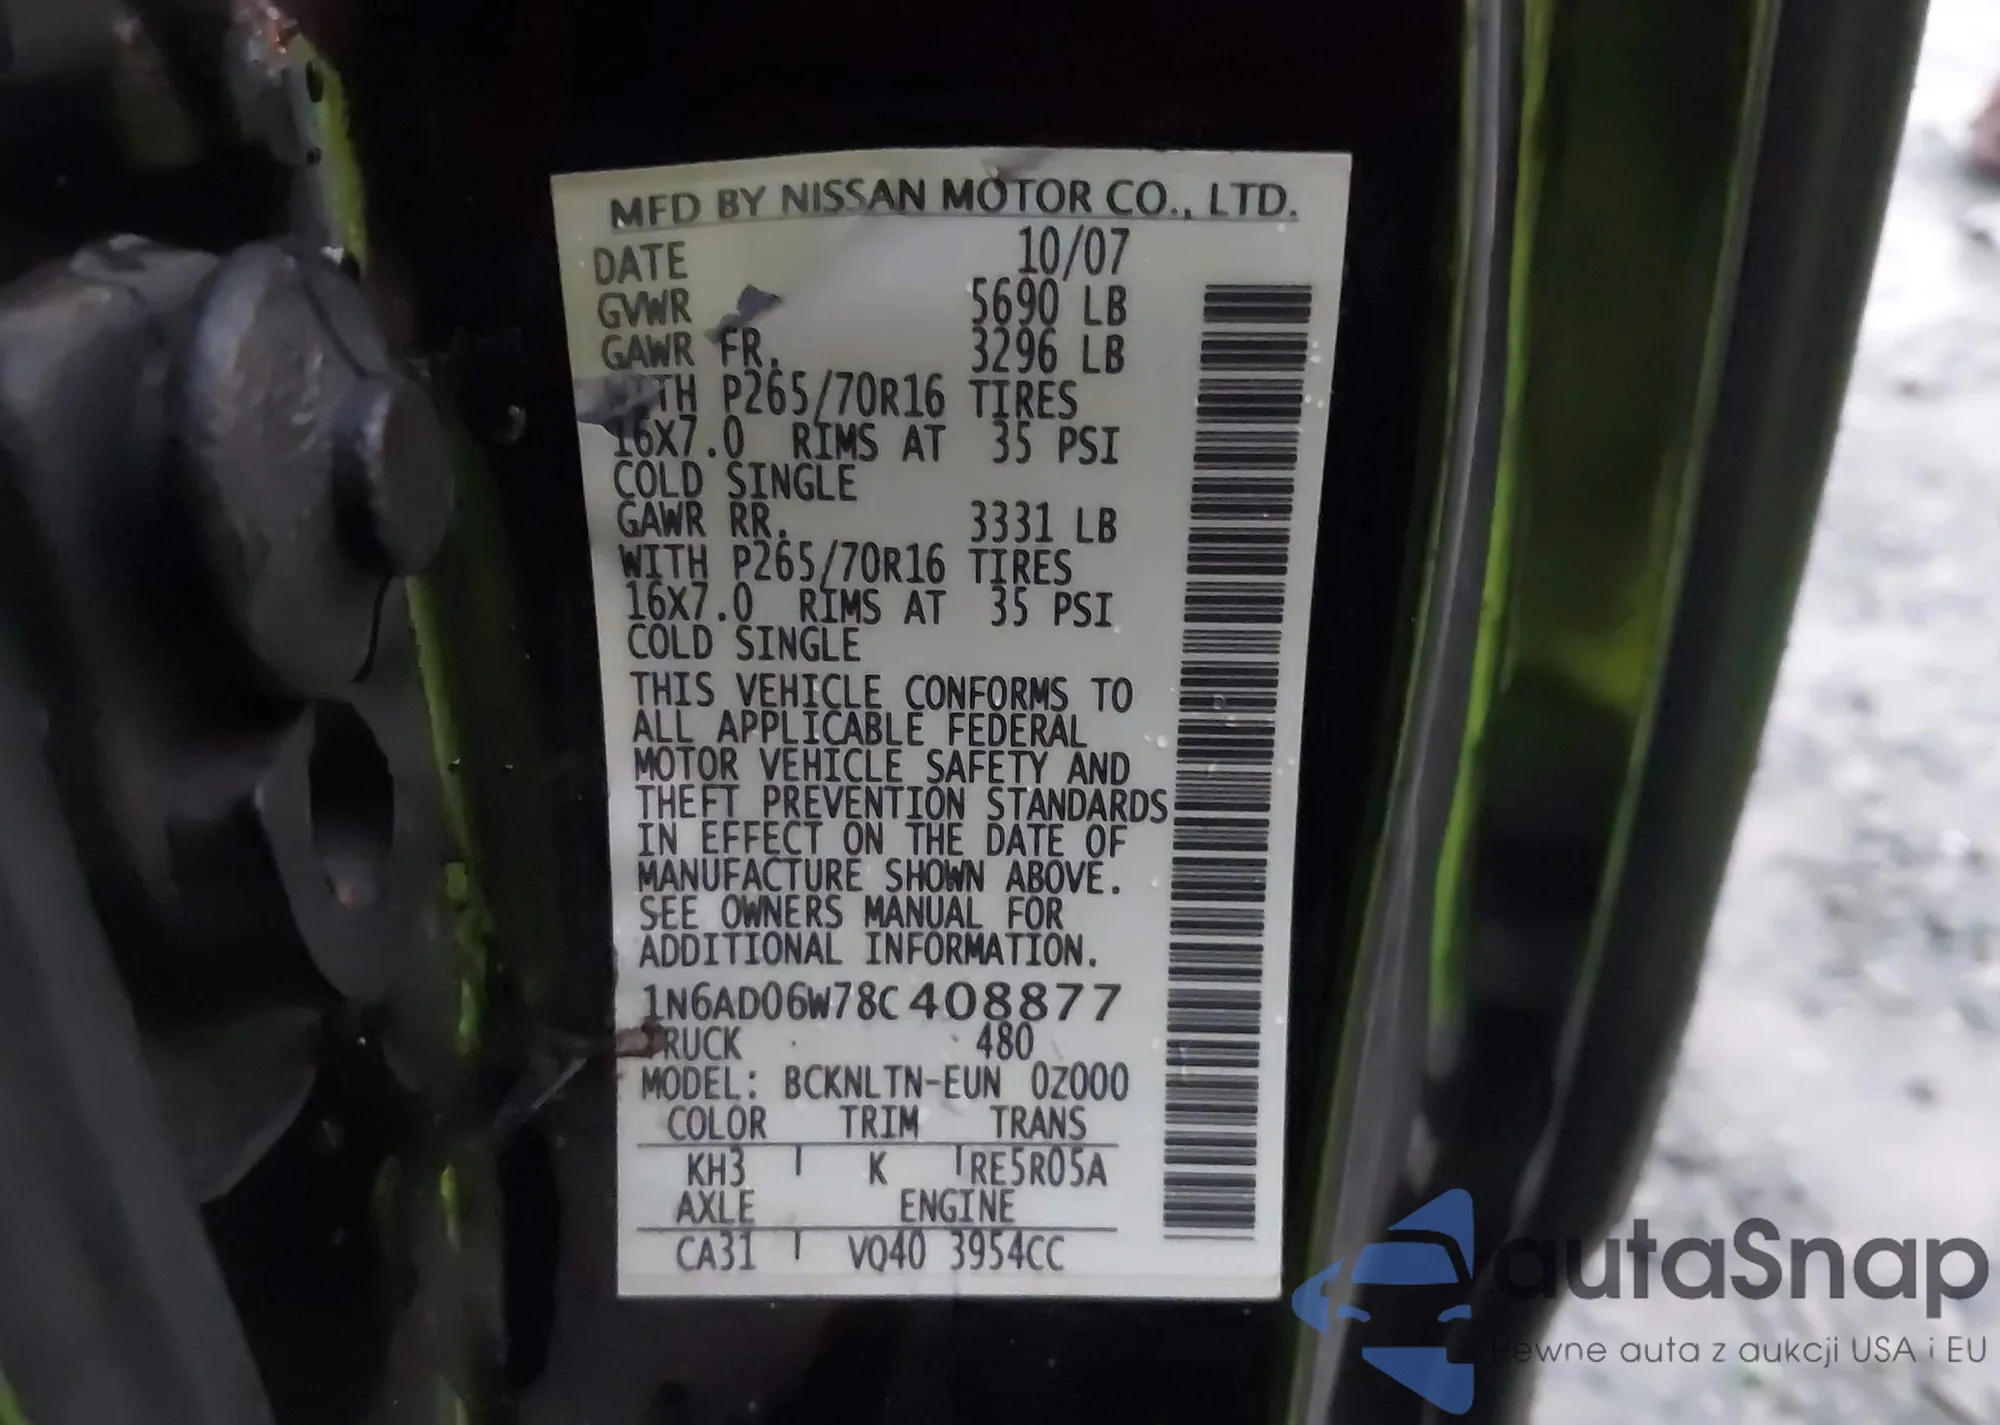 MFD BY NISSAN MOTOR CO., LTD.
DATE 10/07
GVWR 5690 LB
GAWR FR. 3296 LB
WITH P265/70R16 TIRES
16X7.0 RIMS AT 35 PSI
COLD SINGLE
GAWR RR. 3331 LB
WITH P265/70R16 TIRES
16X7.0 RIMS AT 35 PSI
COLD SINGLE
THIS VEHICLE CONFORMS TO
ALL APPLICABLE FEDERAL
MOTOR VEHICLE SAFETY AND
THEFT PREVENTION STANDARDS
IN EFFECT ON THE DATE OF
MANUFACTURE SHOWN ABOVE.
SEE OWNERS MANUAL FOR
ADDITIONAL INFORMATION.
1N6AD06W78C408877
TRUCK 480
MODEL: BCKNLTN-EUN 0Z000
COLOR TRIM TRANS
KH3 K RE5R05A
AXLE ENGINE
CA31 VQ40 3954CC
autaSnap
Pewne auta z aukcji USA i EU